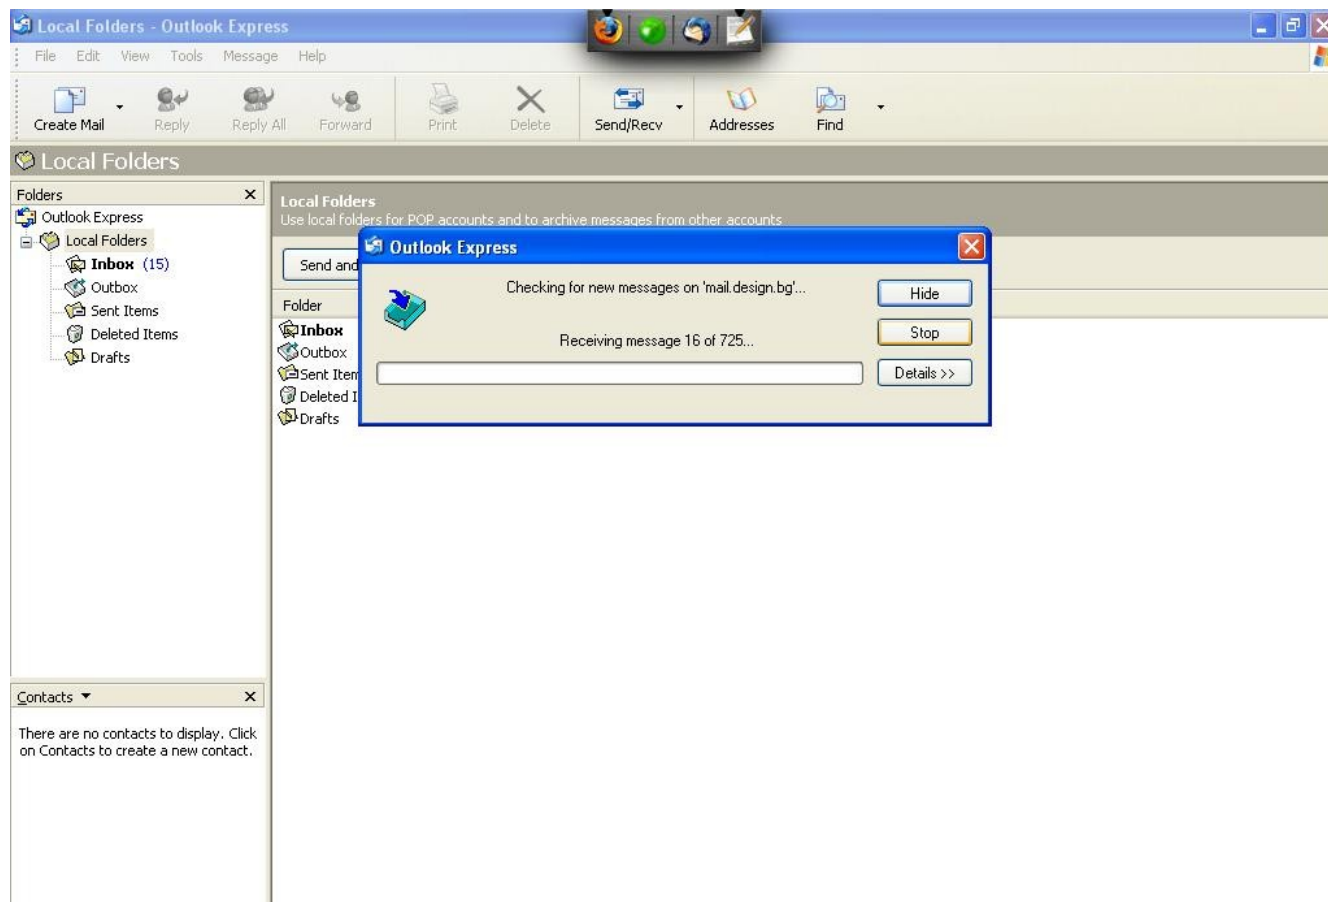 Local Folders - Outlook Express
File Edit View Tools Message Help
Create Mail Reply Reply All Forward Print Delete Send/Recv Addresses Find
Local Folders
Folders
Outlook Express
Local Folders
Inbox (15)
Outbox
Sent Items
Deleted Items
Drafts
Contacts
There are no contacts to display. Click
on Contacts to create a new contact.
Local Folders
Use local folders for POP accounts and to archive messages from other accounts
Send and
Folder
Inbox
Outbox
Sent Item
Deleted I
Drafts
Outlook Express
Checking for new messages on 'mail.design.bg'...
Receiving message 16 of 725...
Hide
Stop
Details >>